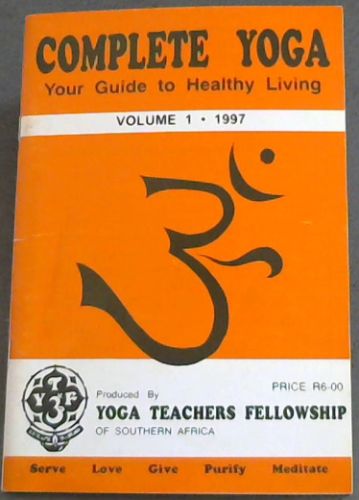 COMPLETE YOGA
Your Guide to Healthy Living
VOLUME 1 • 1997
ॐ
PRICE R6-00
Produced By
YOGA TEACHERS FELLOWSHIP
OF SOUTHERN AFRICA
Serve Love Give Purify Meditate